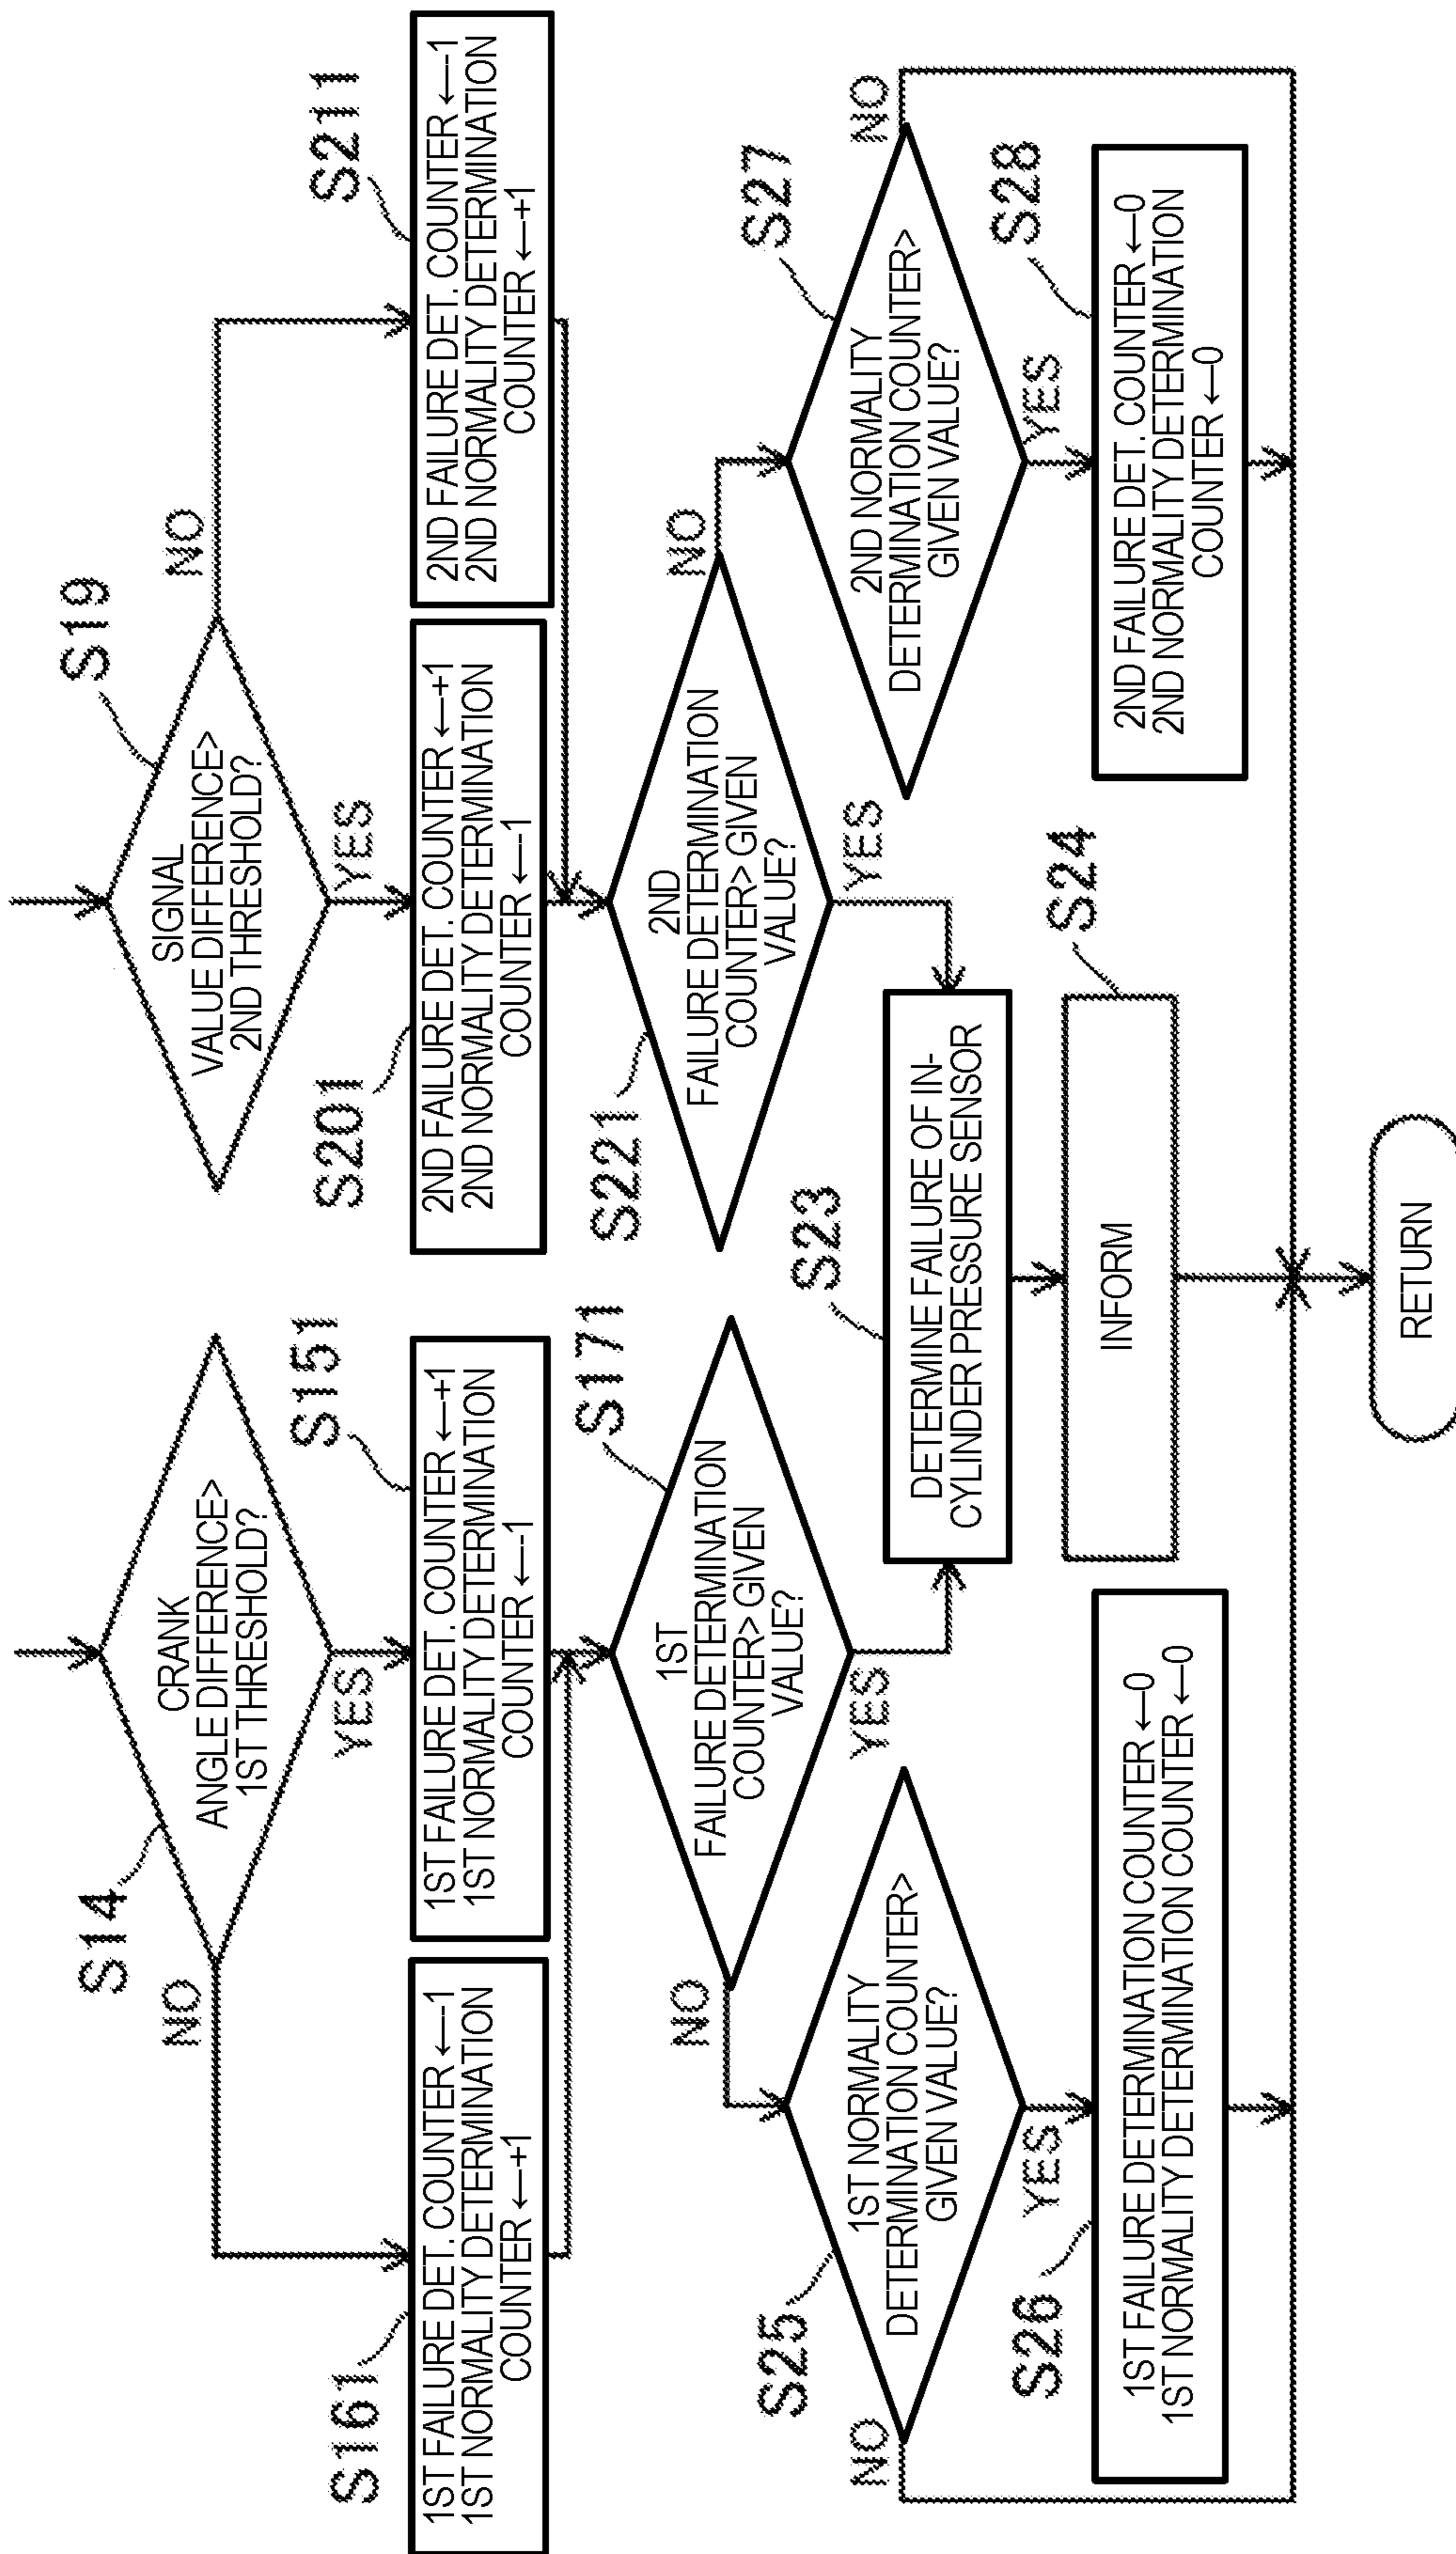 S14
CRANK
ANGLE DIFFERENCE>
1ST THRESHOLD?
NO
YES
S161
1ST FAILURE DET. COUNTER ←-1
1ST NORMALITY DETERMINATION
COUNTER ←+1
S151
1ST FAILURE DET. COUNTER ←+1
1ST NORMALITY DETERMINATION
COUNTER ←-1
S171
1ST
FAILURE DETERMINATION
COUNTER> GIVEN
VALUE?
NO
YES
S25
1ST NORMALITY
DETERMINATION COUNTER>
GIVEN VALUE?
NO
YES
S26
1ST FAILURE DETERMINATION COUNTER ←0
1ST NORMALITY DETERMINATION COUNTER ←0
S19
SIGNAL
VALUE DIFFERENCE>
2ND THRESHOLD?
NO
YES
S201
2ND FAILURE DET. COUNTER ←+1
2ND NORMALITY DETERMINATION
COUNTER ←-1
S211
2ND FAILURE DET. COUNTER ←-1
2ND NORMALITY DETERMINATION
COUNTER ←+1
S221
2ND
FAILURE DETERMINATION
COUNTER> GIVEN
VALUE?
NO
YES
S27
2ND NORMALITY
DETERMINATION COUNTER>
GIVEN VALUE?
NO
YES
S28
2ND FAILURE DET. COUNTER ←0
2ND NORMALITY DETERMINATION
COUNTER ←0
S23
DETERMINE FAILURE OF IN-
CYLINDER PRESSURE SENSOR
S24
INFORM
RETURN